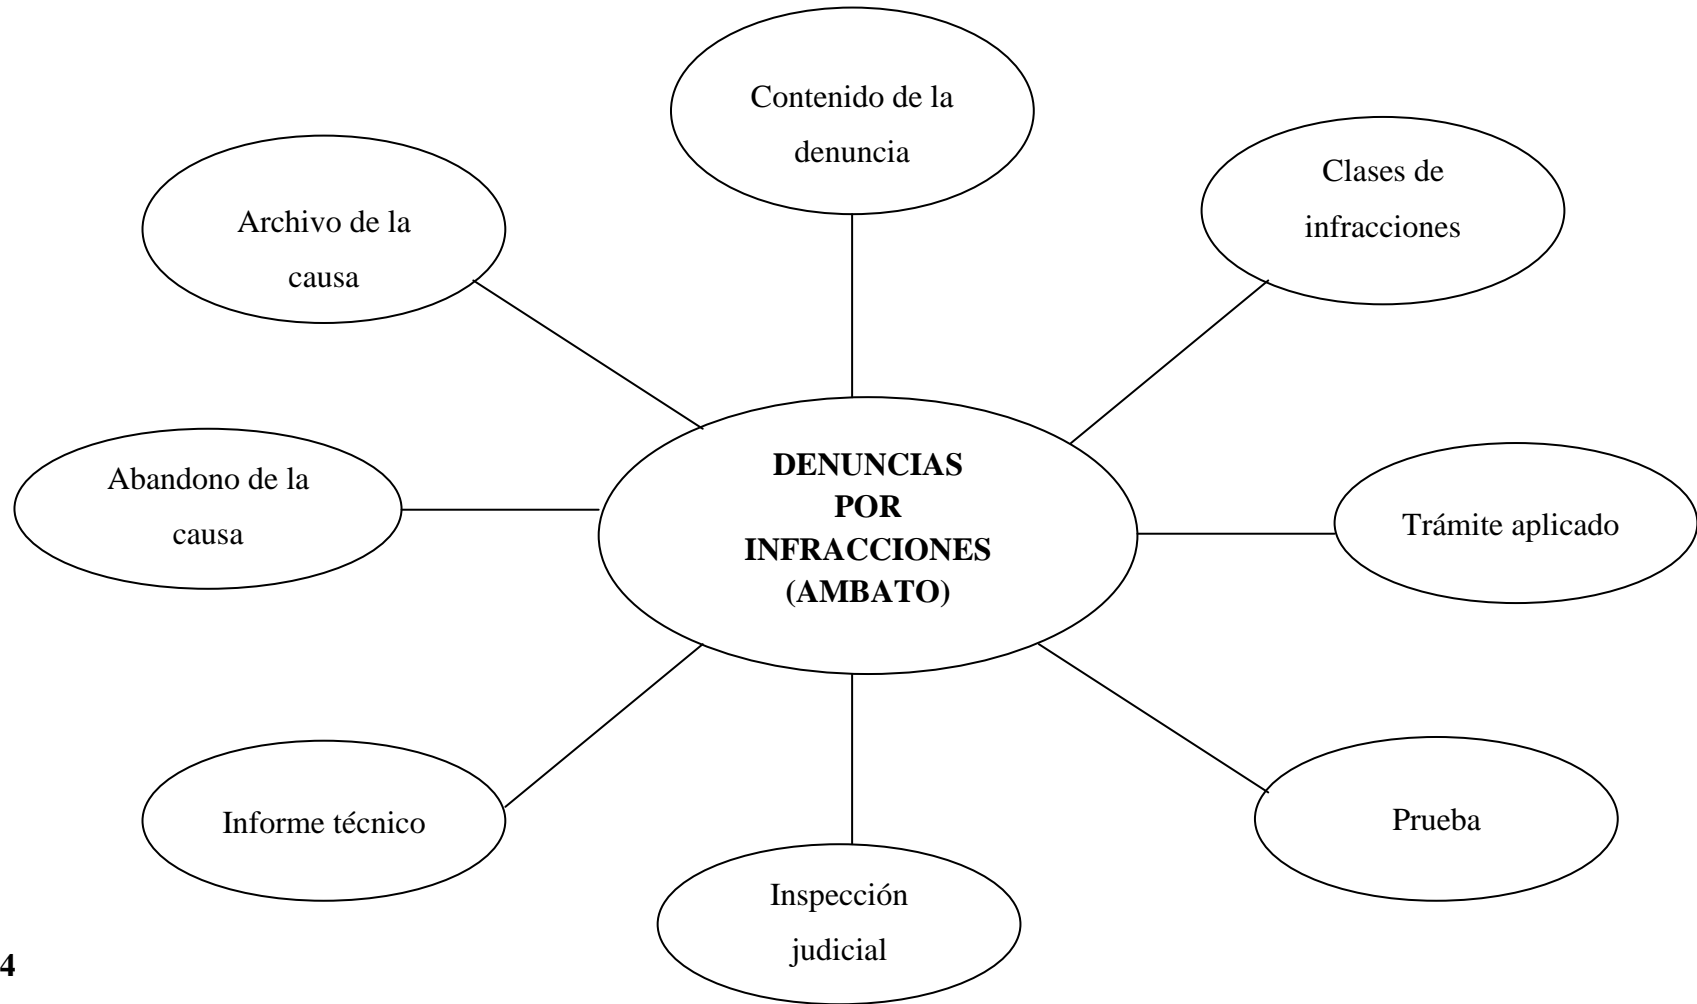 Contenido de la
denuncia
Clases de
infracciones
Archivo de la
causa
DENUNCIAS
POR
INFRACCIONES
(AMBATO)
Abandono de la
causa
Trámite aplicado
Informe técnico
Prueba
Inspección
judicial
4